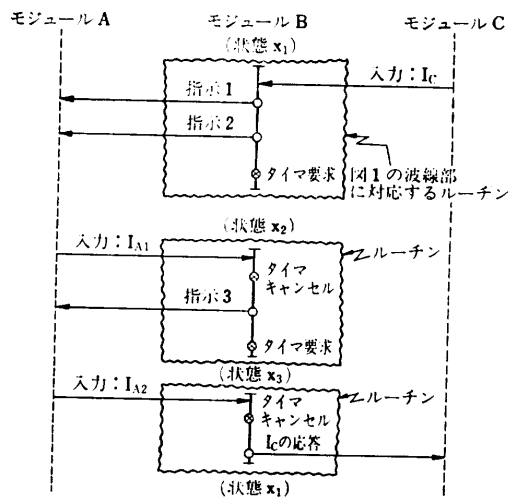 モジュール A モジュール B モジュール C
(状態 x₁)
入力：I_C
指示 1
指示 2
タイマ要求
図1の波線部
に対応するルーチン
(状態 x₂)
入力：I_A1
ルーチン
タイマ
キャンセル
指示 3
タイマ要求
(状態 x₃)
入力：I_A2
ルーチン
タイマ
キャンセル
I_Cの応答
(状態 x₁)